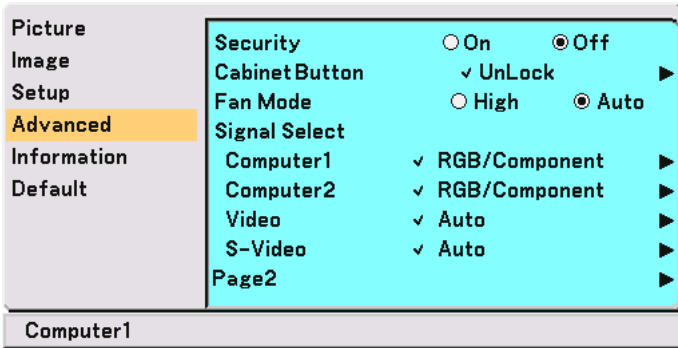 Picture
Image
Setup
Advanced
Information
Default
Security On Off
Cabinet Button UnLock
Fan Mode High Auto
Signal Select
Computer1 RGB/Component
Computer2 RGB/Component
Video Auto
S-Video Auto
Page2
Computer1